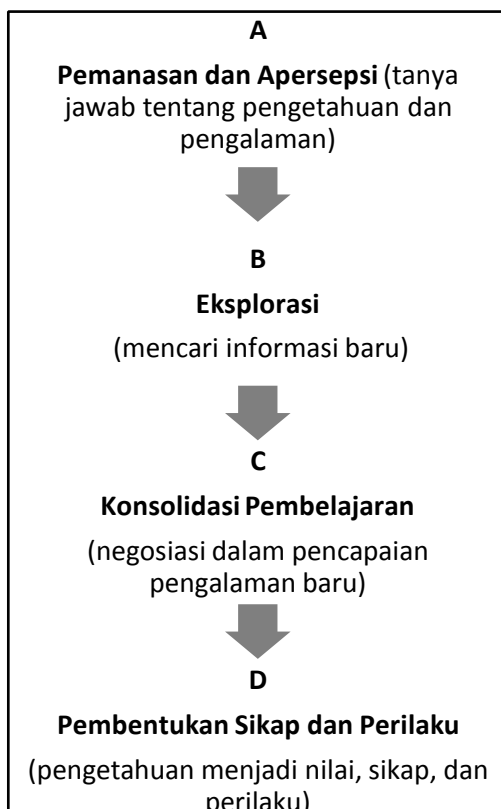 A
Pemanasan dan Apersepsi (tanya
jawab tentang pengetahuan dan
pengalaman)
B
Eksplorasi
(mencari informasi baru)
C
Konsolidasi Pembelajaran
(negosiasi dalam pencapaian
pengalaman baru)
D
Pembentukan Sikap dan Perilaku
(pengetahuan menjadi nilai, sikap, dan
perilaku)